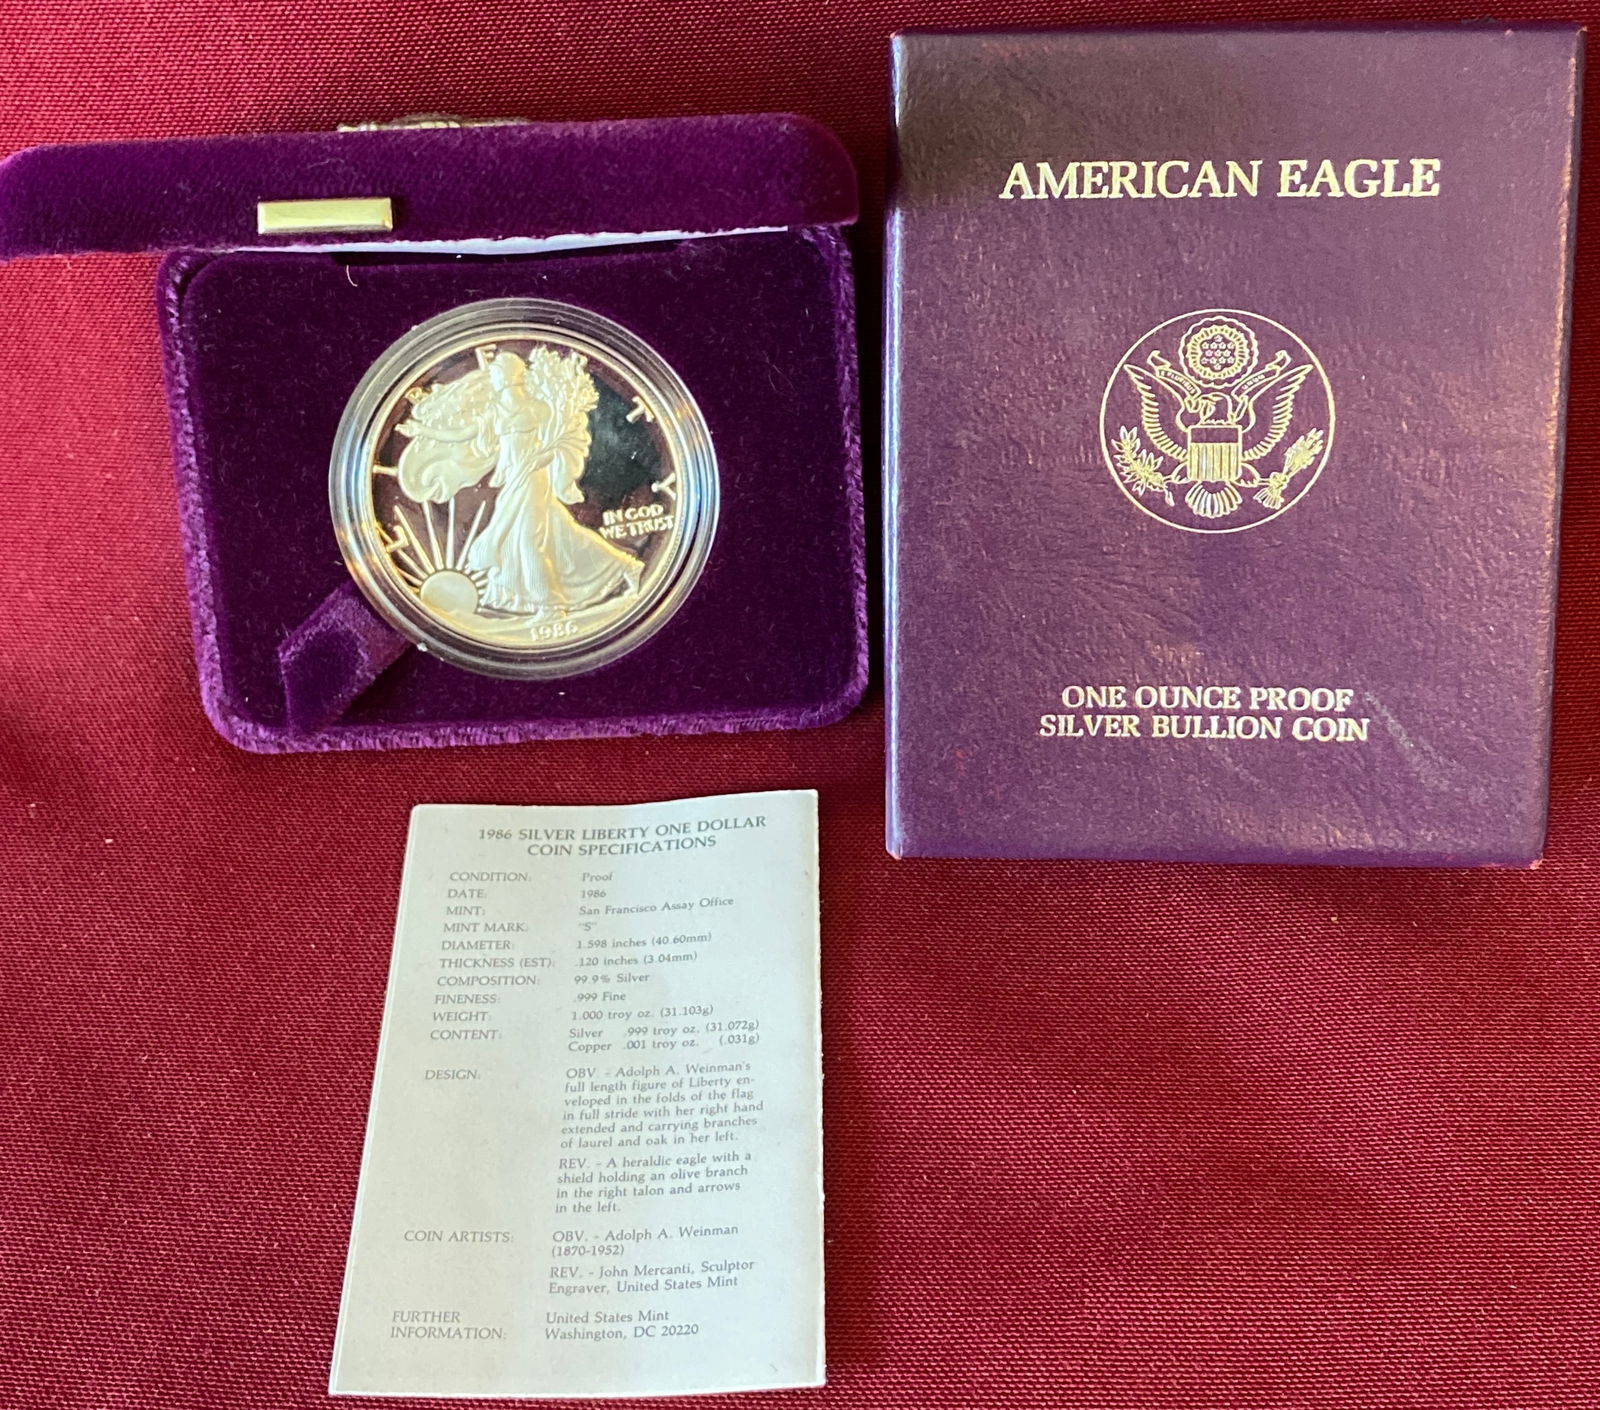 LIBERTY
IN GOD
WE TRUST
1986
AMERICAN EAGLE
ONE OUNCE PROOF
SILVER BULLION COIN
1986 SILVER LIBERTY ONE DOLLAR
COIN SPECIFICATIONS
CONDITION: Proof
DATE: 1986
MINT: San Francisco Assay Office
MINT MARK: "S"
DIAMETER: 1.598 inches (40.60mm)
THICKNESS (EST): .120 inches (3.04mm)
COMPOSITION: 99.9% Silver
FINENESS: .999 Fine
WEIGHT: 1.000 troy oz. (31.103g)
CONTENT: Silver .999 troy oz. (31.072g)
Copper .001 troy oz. (.031g)
DESIGN: OBV. - Adolph A. Weinman's
full length figure of Liberty en-
veloped in the folds of the flag
in full stride with her right hand
extended and carrying branches
of laurel and oak in her left.
REV. - A heraldic eagle with a
shield holding an olive branch
in the right talon and arrows
in the left.
COIN ARTISTS: OBV. - Adolph A. Weinman
(1870-1952)
REV. - John Mercanti, Sculptor
Engraver, United States Mint
FURTHER United States Mint
INFORMATION: Washington, DC 20220